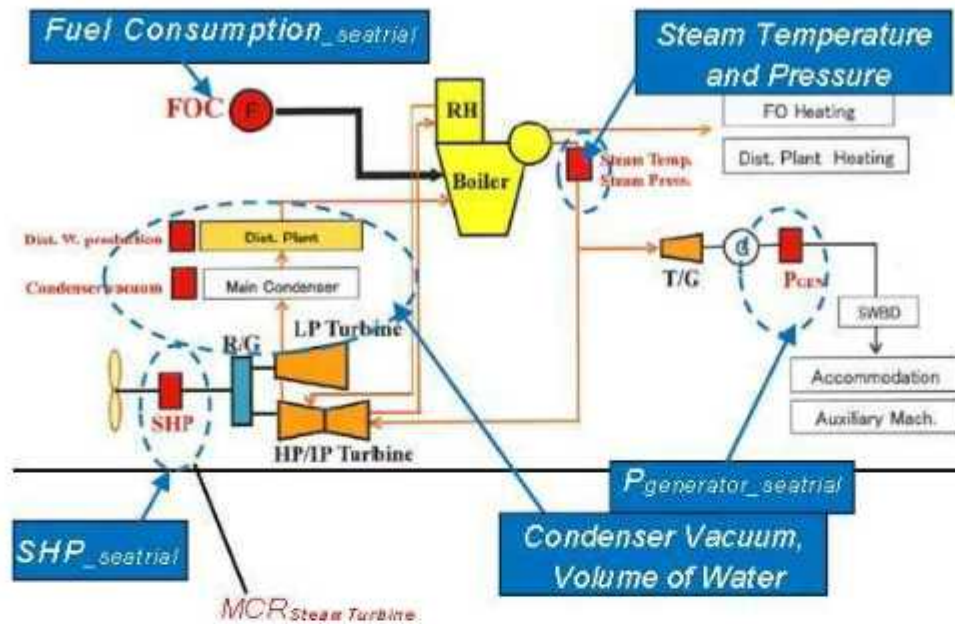 Fuel Consumption_seatrial
Steam Temperature
and Pressure
FOC
F
RH
FO Heating
Dist. Plant Heating
Steam Temp.
Steam Press.
Boiler
Dist. W. production
Dist. Plant
Condenser vacuum
Main Condenser
T/G
G
PGEN
SWBD
LP Turbine
R/G
Accommodation
Auxiliary Mach.
SHP
HP/IP Turbine
Pgenerator_seatrial
SHP_seatrial
Condenser Vacuum,
Volume of Water
MCRSteam Turbine